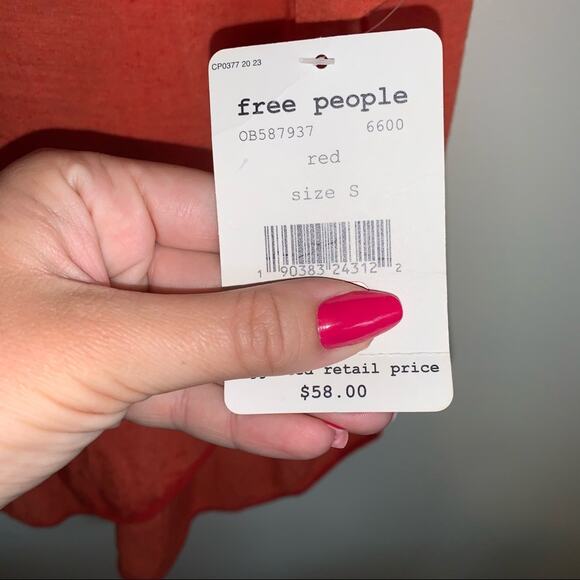 CP0377 20 23
free people
OB587937 6600
red
size S
1 90383 24312 2
retail price
$58.00